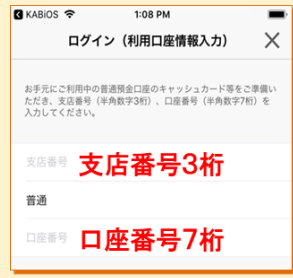 KABiOS 1:08 PM
ログイン（利用口座情報入力）
お手元にご利用中の普通預金口座のキャッシュカード等をご準備い
ただき、支店番号（半角数字3桁）、口座番号（半角数字7桁）を
入力してください。
支店番号 支店番号3桁
普通
口座番号 口座番号7桁